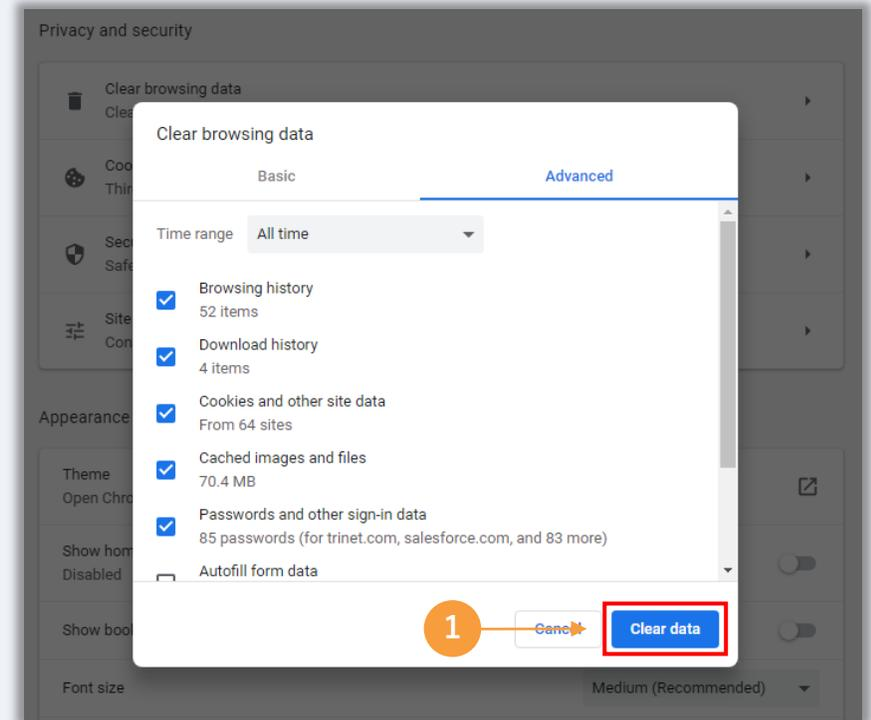 Privacy and security
Clear browsing data
Clea
Clear browsing data
Basic
Advanced
Coo
Thir
Time range
All time
Sec
Safe
Browsing history
52 items
Site
Con
Download history
4 items
Cookies and other site data
From 64 sites
Appearance
Cached images and files
70.4 MB
Theme
Open Chro
Passwords and other sign-in data
85 passwords (for trinet.com, salesforce.com, and 83 more)
Show hom
Disabled
Autofill form data
Show bool
1
Cancel
Clear data
Font size
Medium (Recommended)